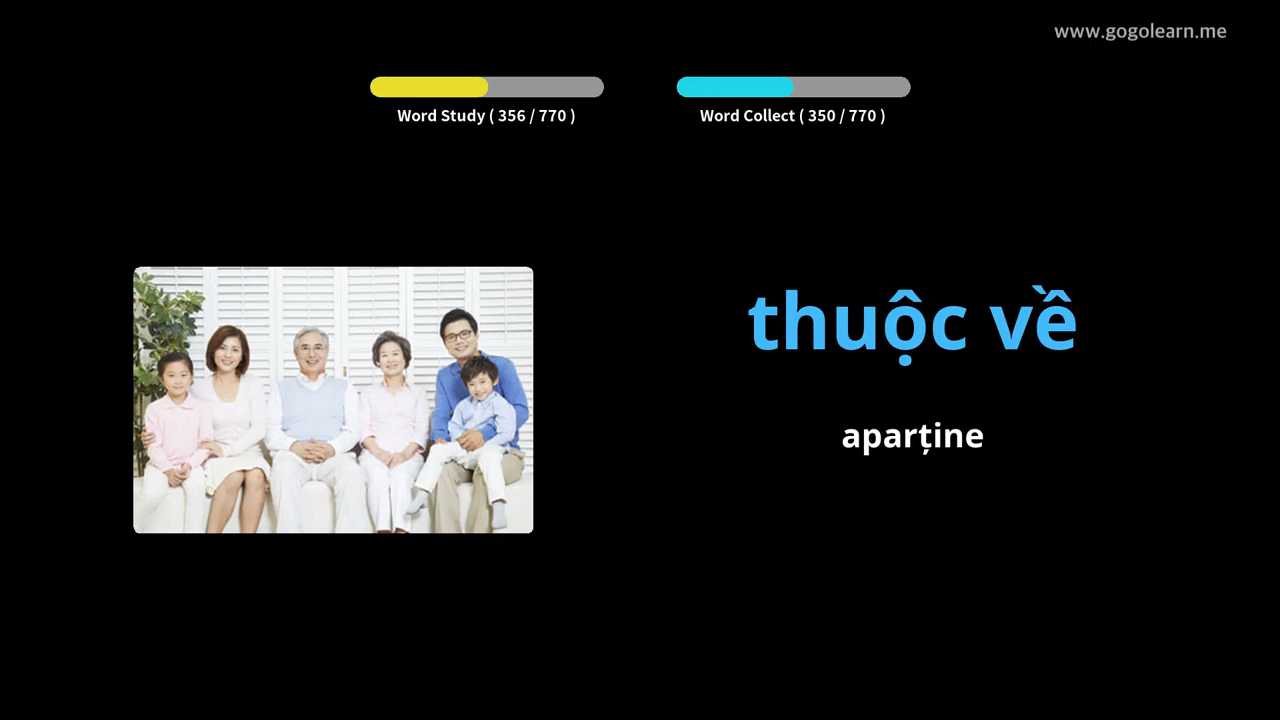 www.gogolearn.me
Word Study ( 356 / 770 )
Word Collect ( 350 / 770 )
thuộc về
aparține